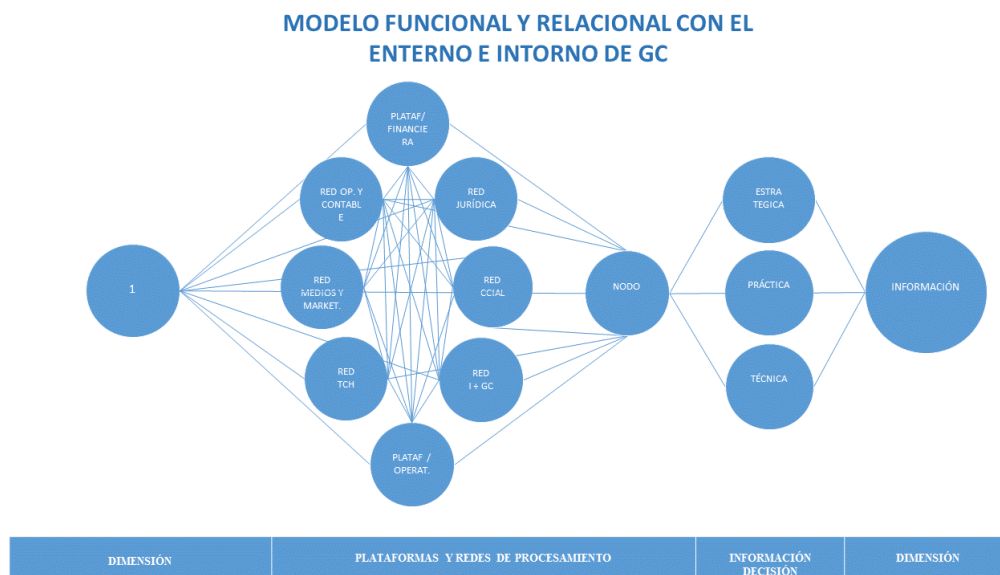 MODELO FUNCIONAL Y RELACIONAL CON EL
ENTERNO E INTORNO DE GC
PLATAF/
FINANCIE
RA
RED OP. Y
CONTABL
E
RED
JURÍDICA
ESTRA
TEGICA
1
RED
MEDIOS Y
MARKET.
RED
CCIAL
NODO
PRÁCTICA
INFORMACIÓN
RED
TCH
RED
I + GC
TÉCNICA
PLATAF /
OPERAT.
DIMENSIÓN
PLATAFORMAS Y REDES DE PROCESAMIENTO
INFORMACIÓN
DECISIÓN
DIMENSIÓN